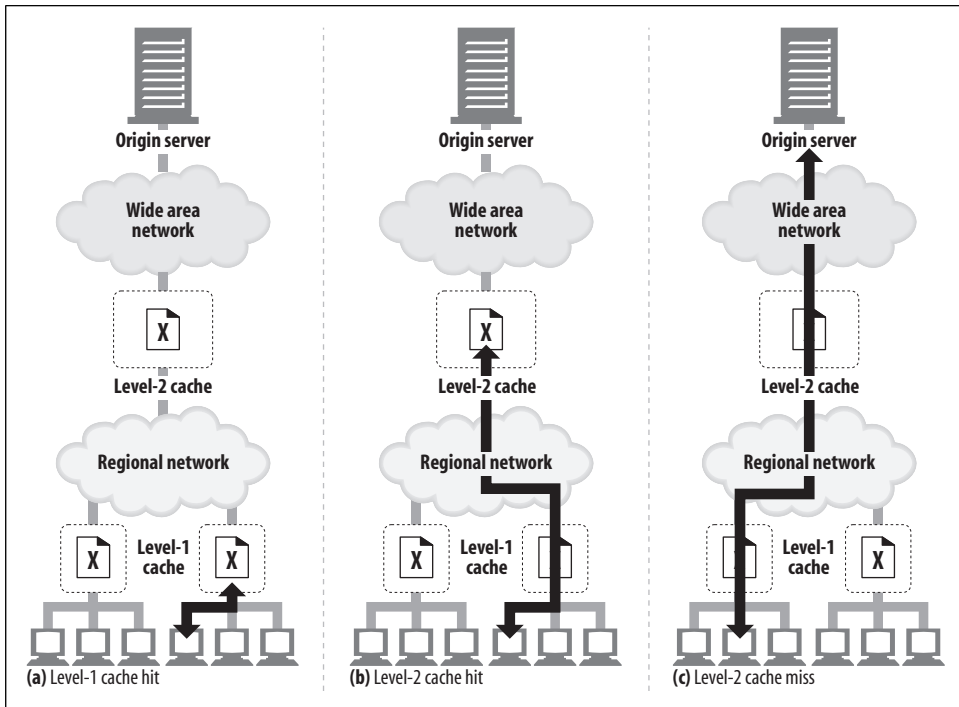 Origin server
Wide area
network
X
Level-2 cache
Regional network
X
Level-1
cache
X
(a) Level-1 cache hit
Origin server
Wide area
network
X
Level-2 cache
Regional network
X
Level-1
cache
X
(b) Level-2 cache hit
Origin server
Wide area
network
X
Level-2 cache
Regional network
X
Level-1
cache
X
(c) Level-2 cache miss